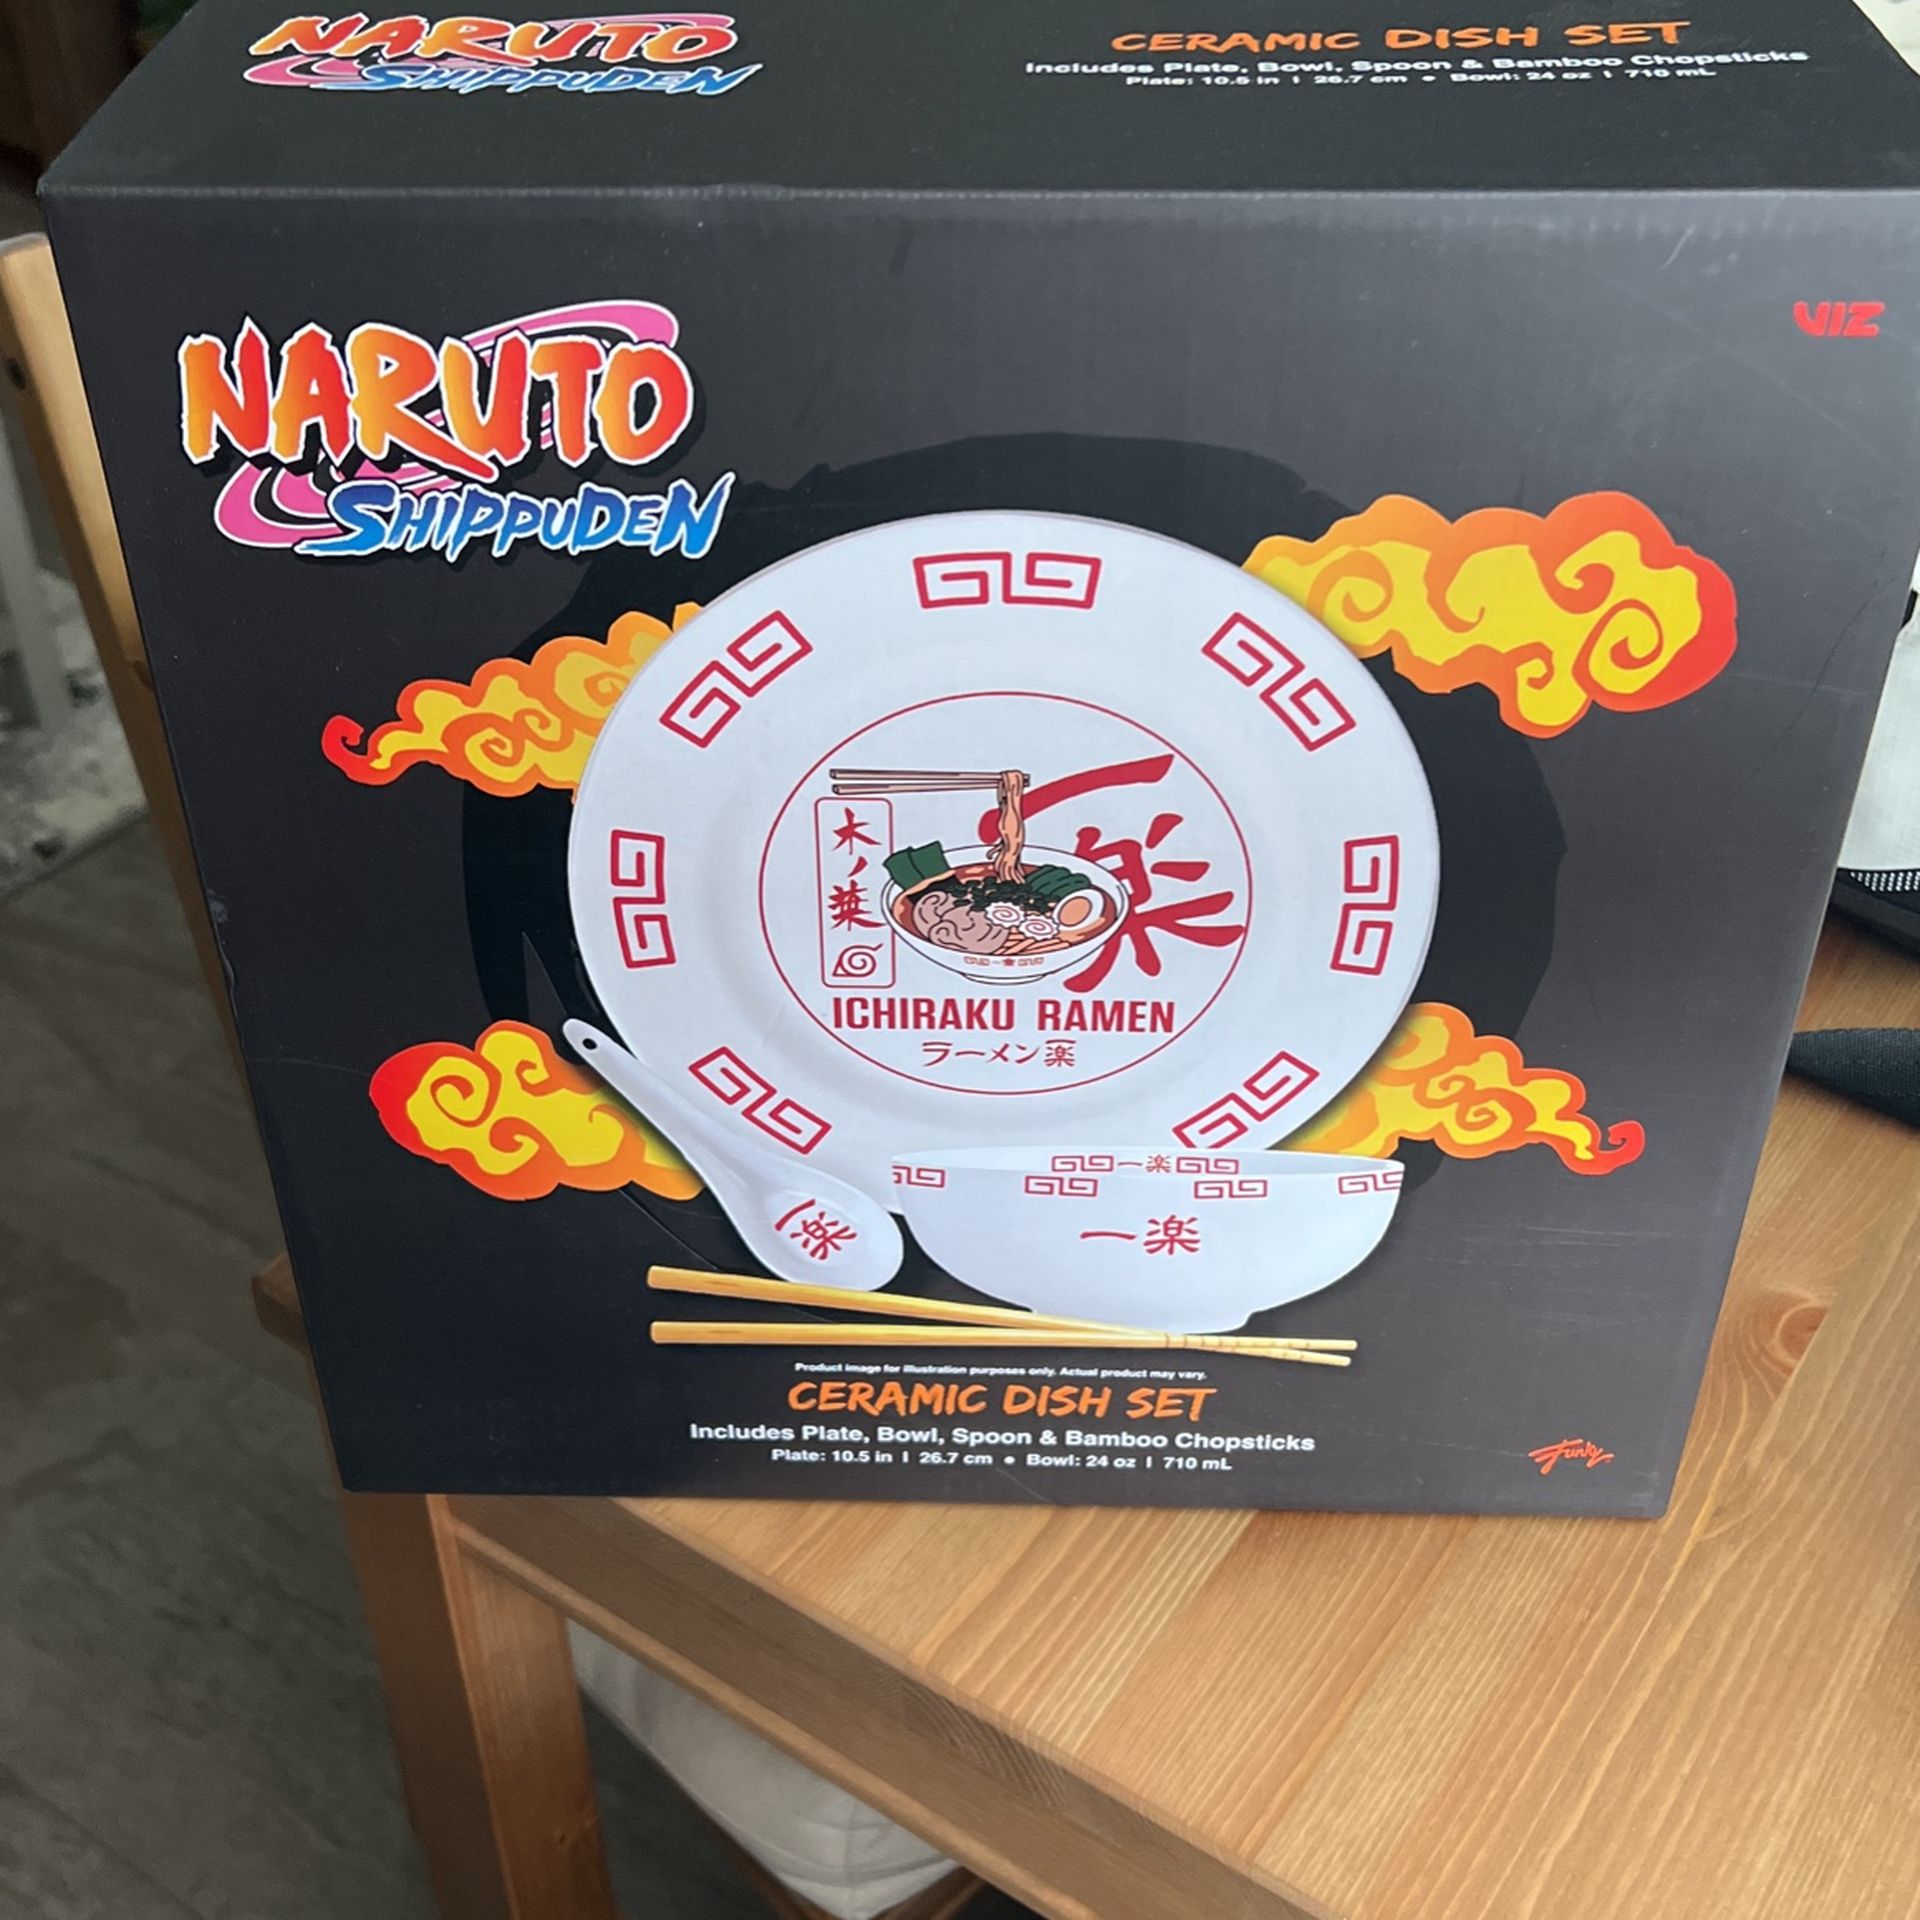 NARUTO
SHIPPUDEN
CERAMIC DISH SET
Includes Plate, Bowl, Spoon & Bamboo Chopsticks
Plate: 10.5 in | 26.7 cm • Bowl: 24 oz | 710 mL
VIZ
NARUTO
SHIPPUDEN
一楽
木ノ葉
ICHIRAKU RAMEN
ラーメン一楽
一楽
一楽
一楽
Product image for illustration purposes only. Actual product may vary.
CERAMIC DISH SET
Includes Plate, Bowl, Spoon & Bamboo Chopsticks
Plate: 10.5 in | 26.7 cm • Bowl: 24 oz | 710 mL
Funko